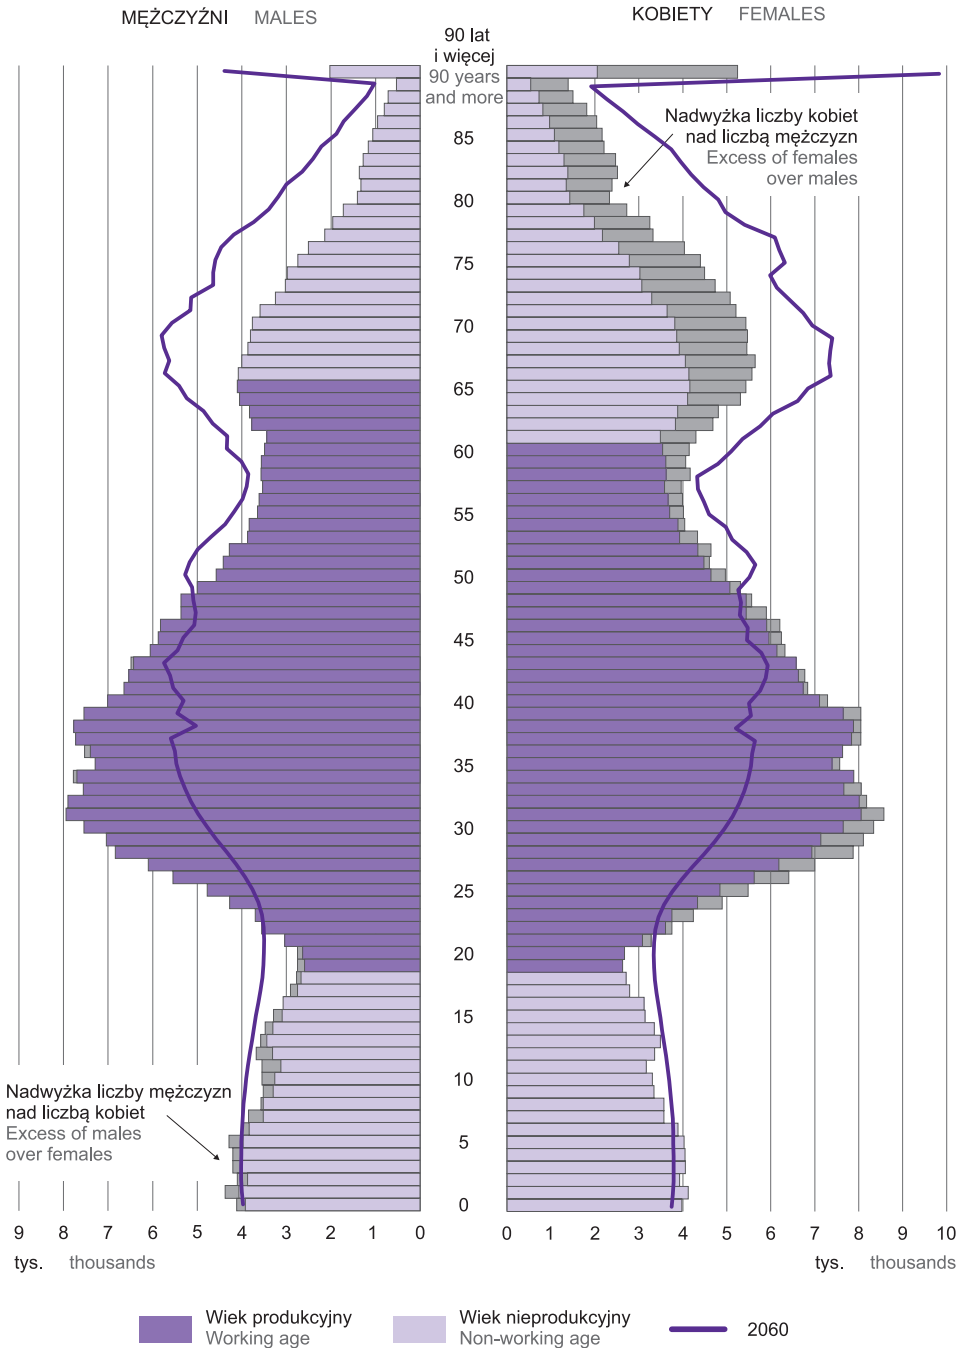 MĘŻCZYŹNI MALES
KOBIETY FEMALES
90 lat
i więcej
90 years
and more
Nadwyżka liczby kobiet
nad liczbą mężczyzn
Excess of females
over males
85
80
75
70
65
60
55
50
45
40
35
30
25
20
15
10
5
0
Nadwyżka liczby mężczyzn
nad liczbą kobiet
Excess of males
over females
9 8 7 6 5 4 3 2 1 0
0 1 2 3 4 5 6 7 8 9 10
tys. thousands
tys. thousands
Wiek produkcyjny
Working age
Wiek nieprodukcyjny
Non-working age
2060